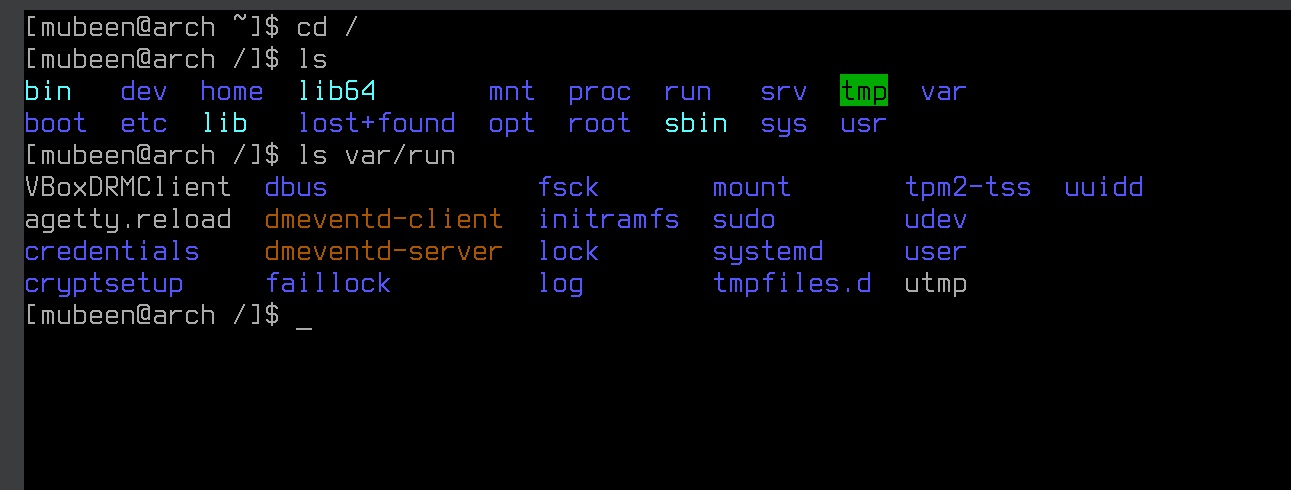 [mubeen@arch ~]$ cd /
[mubeen@arch /]$ ls
bin dev home lib64 mnt proc run srv tmp var
boot etc lib lost+found opt root sbin sys usr
[mubeen@arch /]$ ls var/run
VBoxDRMClient dbus fsck mount tpm2-tss uuidd
agetty.reload dmeventd-client initramfs sudo udev
credentials dmeventd-server lock systemd user
cryptsetup faillock log tmpfiles.d utmp
[mubeen@arch /]$ _